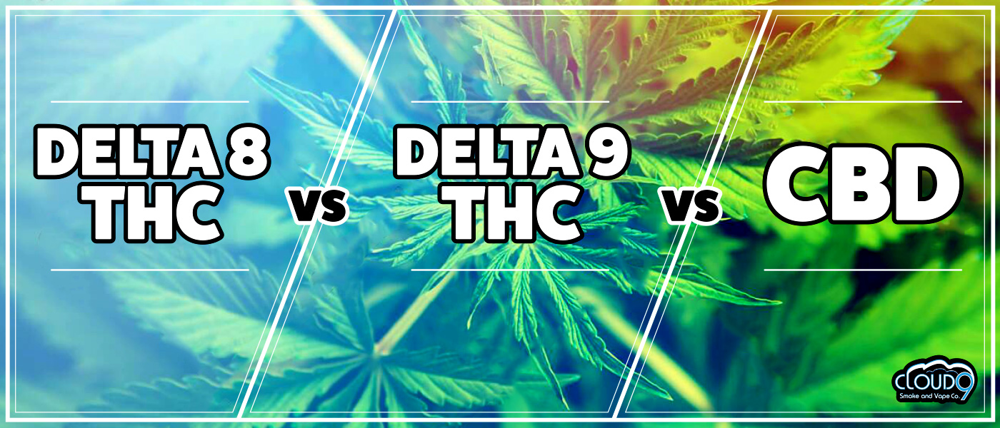 DELTA 8
THC
VS
DELTA 9
THC
VS
CBD
CLOUD9
Smoke and Vape Co.